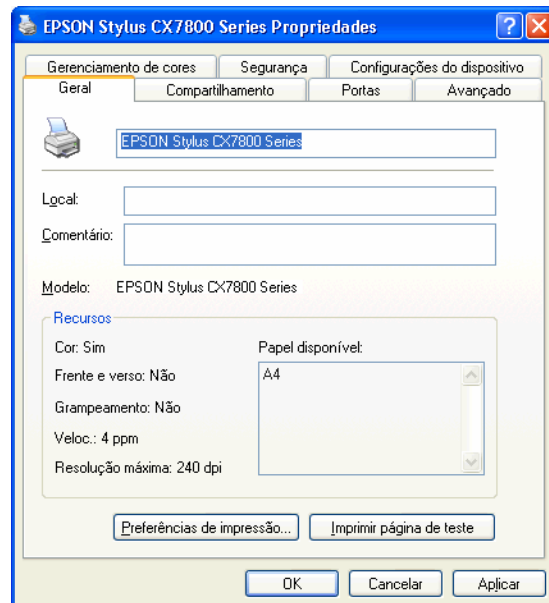 EPSON Stylus CX7800 Series Propriedades
Gerenciamento de cores Segurança Configurações do dispositivo
Geral Compartilhamento Portas Avançado
EPSON Stylus CX7800 Series
Local:
Comentário:
Modelo: EPSON Stylus CX7800 Series
Recursos
Cor: Sim Papel disponível:
Frente e verso: Não A4
Grampeamento: Não
Veloc.: 4 ppm
Resolução máxima: 240 dpi
Preferências de impressão... Imprimir página de teste
OK Cancelar Aplicar